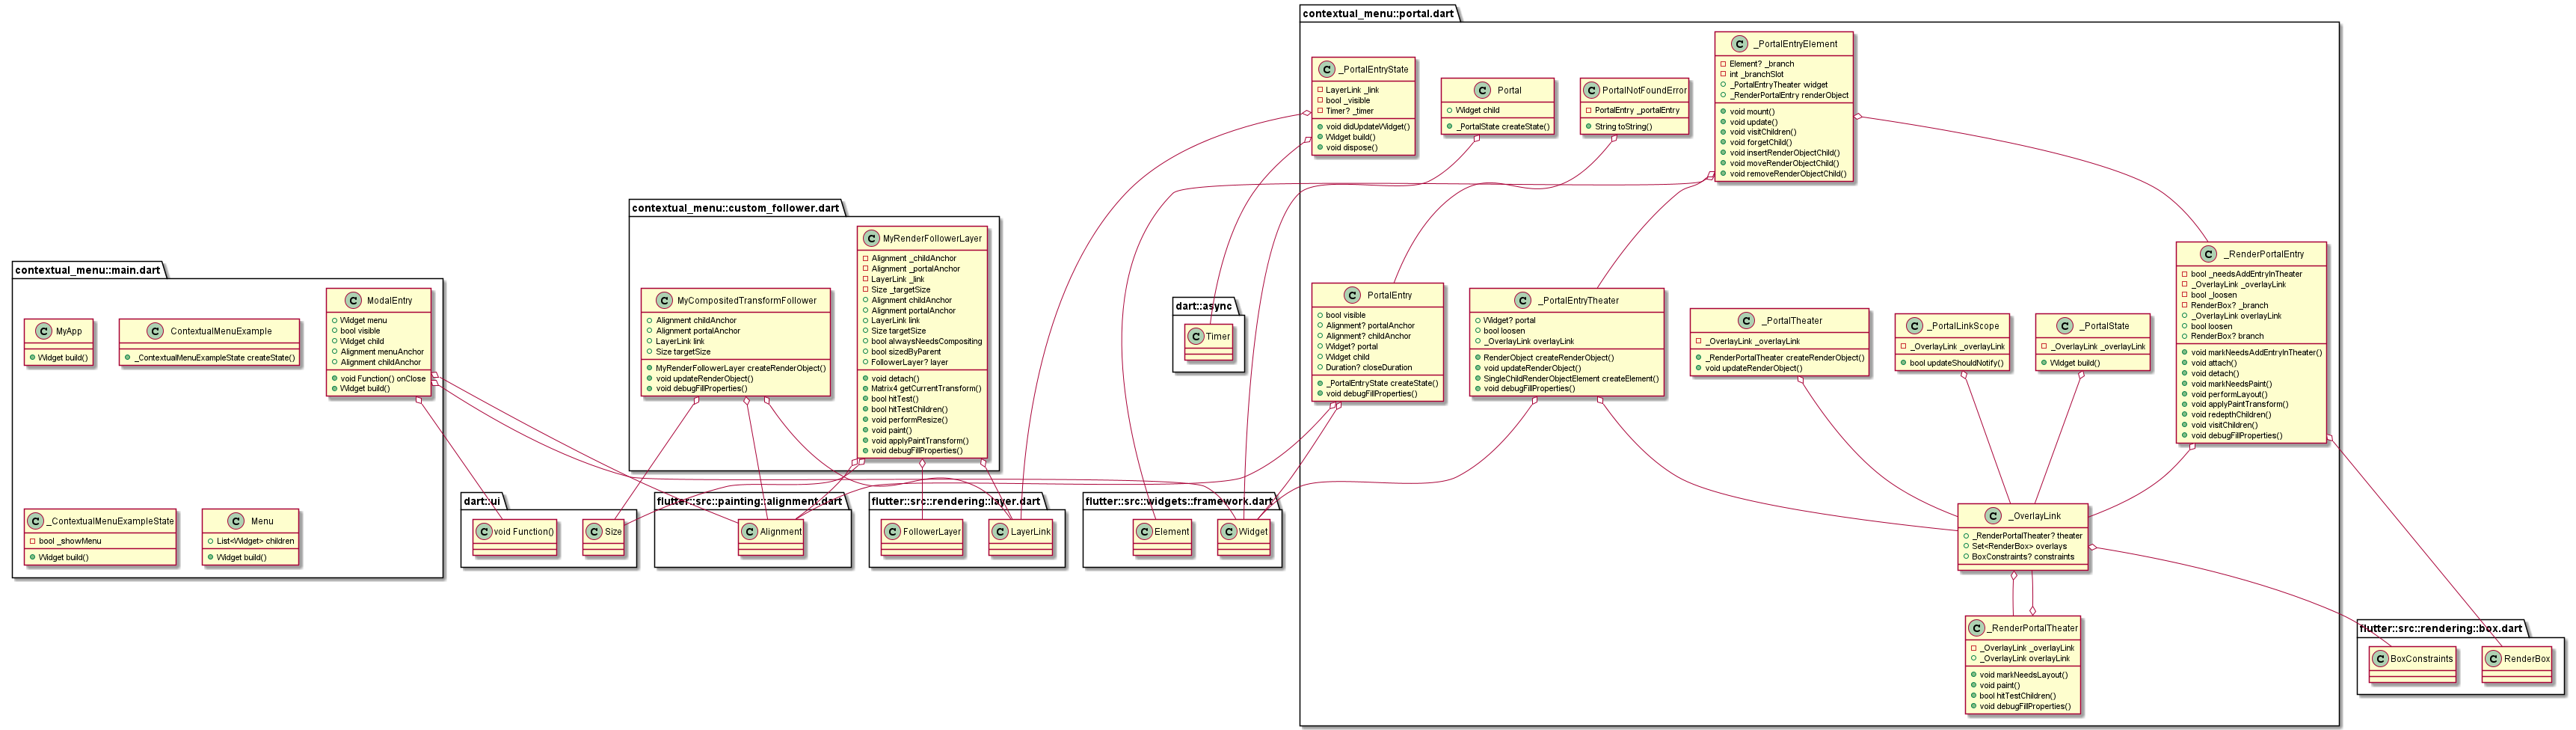 contextual_menu::portal.dart
C _PortalEntryElement
Element? _branch
int _branchSlot
_PortalEntryTheater widget
_RenderPortalEntry renderObject
void mount()
void update()
void visitChildren()
void forgetChild()
void insertRenderObjectChild()
void moveRenderObjectChild()
void removeRenderObjectChild()
C _PortalEntryState
LayerLink _link
bool _visible
Timer? _timer
void didUpdateWidget()
Widget build()
void dispose()
C Portal
Widget child
_PortalState createState()
C PortalNotFoundError
PortalEntry _portalEntry
String toString()
contextual_menu::custom_follower.dart
C MyRenderFollowerLayer
Alignment _childAnchor
Alignment _portalAnchor
LayerLink _link
Size _targetSize
Alignment childAnchor
Alignment portalAnchor
LayerLink link
Size targetSize
bool alwaysNeedsCompositing
bool sizedByParent
FollowerLayer? layer
void detach()
Matrix4 getCurrentTransform()
bool hitTest()
bool hitTestChildren()
void performResize()
void paint()
void applyPaintTransform()
void debugFillProperties()
C MyCompositedTransformFollower
Alignment childAnchor
Alignment portalAnchor
LayerLink link
Size targetSize
MyRenderFollowerLayer createRenderObject()
void updateRenderObject()
void debugFillProperties()
contextual_menu::main.dart
C MyApp
Widget build()
C ContextualMenuExample
_ContextualMenuExampleState createState()
C ModalEntry
Widget menu
bool visible
Widget child
Alignment menuAnchor
Alignment childAnchor
void Function() onClose
Widget build()
C _ContextualMenuExampleState
bool _showMenu
Widget build()
C Menu
List<Widget> children
Widget build()
dart::async
C Timer
C PortalEntry
bool visible
Alignment? portalAnchor
Alignment? childAnchor
Widget? portal
Widget child
Duration? closeDuration
_PortalEntryState createState()
void debugFillProperties()
C _PortalEntryTheater
Widget? portal
bool loosen
_OverlayLink overlayLink
RenderObject createRenderObject()
void updateRenderObject()
SingleChildRenderObjectElement createElement()
void debugFillProperties()
C _PortalTheater
_OverlayLink _overlayLink
_RenderPortalTheater createRenderObject()
void updateRenderObject()
C _PortalLinkScope
_OverlayLink _overlayLink
bool updateShouldNotify()
C _PortalState
_OverlayLink _overlayLink
Widget build()
C _RenderPortalEntry
bool _needsAddEntryInTheater
_OverlayLink _overlayLink
bool _loosen
RenderBox? _branch
_OverlayLink overlayLink
bool loosen
RenderBox? branch
void markNeedsAddEntryInTheater()
void attach()
void detach()
void markNeedsPaint()
void performLayout()
void applyPaintTransform()
void redepthChildren()
void visitChildren()
void debugFillProperties()
dart::ui
C void Function()
C Size
flutter::src::painting::alignment.dart
C Alignment
flutter::src::rendering::layer.dart
C FollowerLayer
C LayerLink
flutter::src::widgets::framework.dart
C Element
C Widget
C _OverlayLink
_RenderPortalTheater? theater
Set<RenderBox> overlays
BoxConstraints? constraints
C _RenderPortalTheater
_OverlayLink _overlayLink
_OverlayLink overlayLink
void markNeedsLayout()
void paint()
bool hitTestChildren()
void debugFillProperties()
flutter::src::rendering::box.dart
C BoxConstraints
C RenderBox